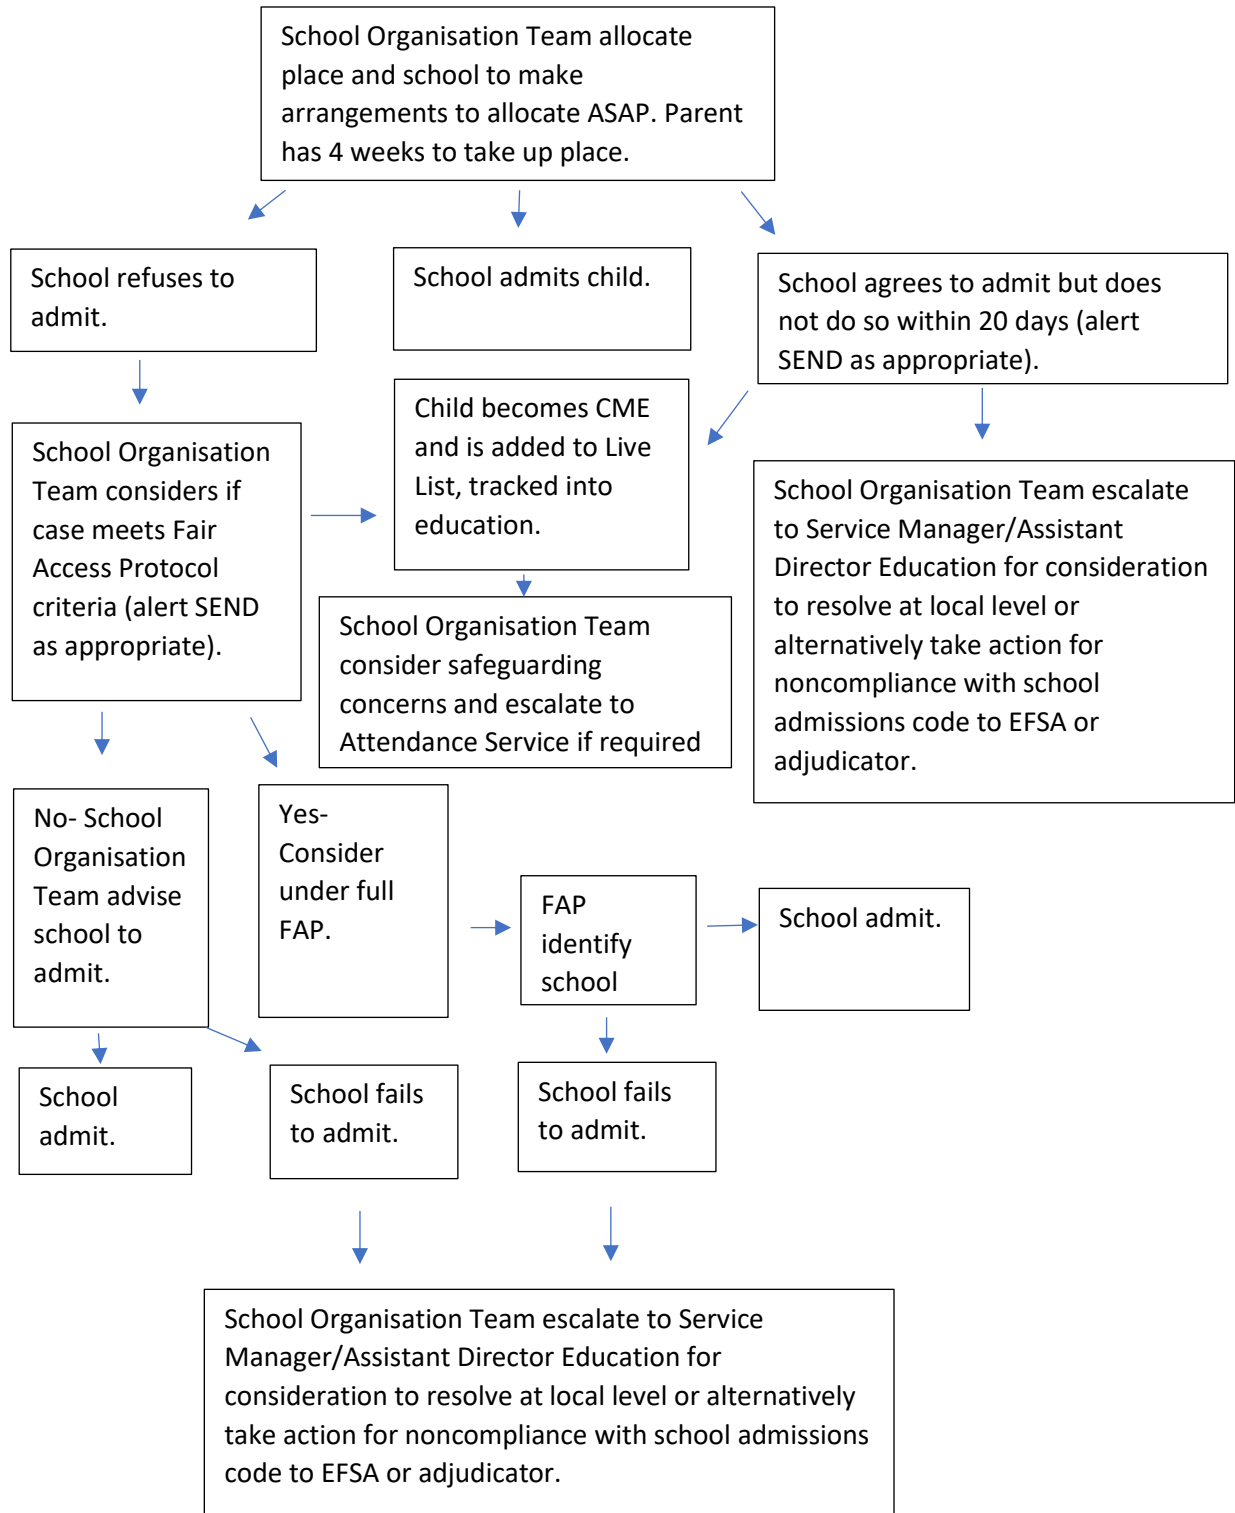 School Organisation Team allocate
place and school to make
arrangements to allocate ASAP. Parent
has 4 weeks to take up place.
School refuses to
admit.
School admits child.
School agrees to admit but does
not do so within 20 days (alert
SEND as appropriate).
School Organisation
Team considers if
case meets Fair
Access Protocol
criteria (alert SEND
as appropriate).
Child becomes CME
and is added to Live
List, tracked into
education.
School Organisation Team escalate
to Service Manager/Assistant
Director Education for consideration
to resolve at local level or
alternatively take action for
noncompliance with school
admissions code to EFSA or
adjudicator.
School Organisation Team
consider safeguarding
concerns and escalate to
Attendance Service if required
No- School
Organisation
Team advise
school to
admit.
Yes-
Consider
under full
FAP.
FAP
identify
school
School admit.
School
admit.
School fails
to admit.
School fails
to admit.
School Organisation Team escalate to Service
Manager/Assistant Director Education for
consideration to resolve at local level or alternatively
take action for noncompliance with school admissions
code to EFSA or adjudicator.